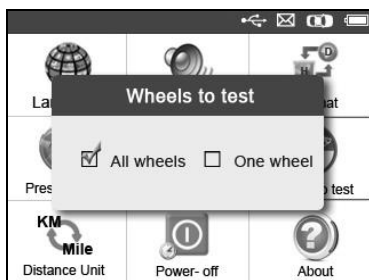 Wheels to test
All wheels One wheel
KM
Mile
Distance Unit Power- off About